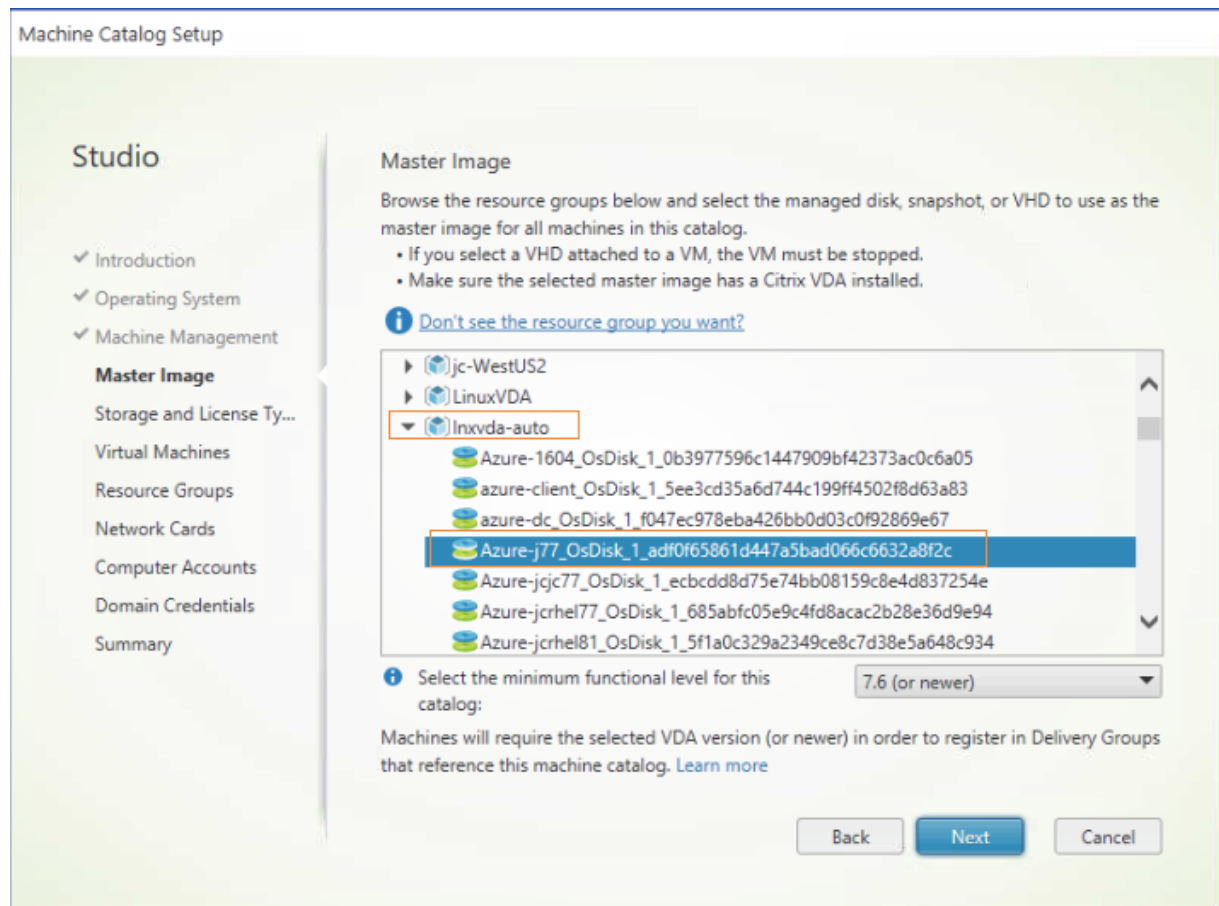 Machine Catalog Setup
Studio
Introduction
Operating System
Machine Management
Master Image
Storage and License Ty...
Virtual Machines
Resource Groups
Network Cards
Computer Accounts
Domain Credentials
Summary
Master Image
Browse the resource groups below and select the managed disk, snapshot, or VHD to use as the
master image for all machines in this catalog.
• If you select a VHD attached to a VM, the VM must be stopped.
• Make sure the selected master image has a Citrix VDA installed.
Don't see the resource group you want?
jc-WestUS2
LinuxVDA
lnxvda-auto
Azure-1604_OsDisk_1_0b3977596c1447909bf42373ac0c6a05
azure-client_OsDisk_1_5ee3cd35a6d744c199ff4502f8d63a83
azure-dc_OsDisk_1_f047ec978eba426bb0d03c0f92869e67
Azure-j77_OsDisk_1_adf0f65861d447a5bad066c6632a8f2c
Azure-jcjc77_OsDisk_1_ecbcdd8d75e74bb08159c8e4d837254e
Azure-jcrhel77_OsDisk_1_685abfc05e9c4fd8acac2b28e36d9e94
Azure-jcrhel81_OsDisk_1_5f1a0c329a2349ce8c7d38e5a648c934
Select the minimum functional level for this
catalog:
7.6 (or newer)
Machines will require the selected VDA version (or newer) in order to register in Delivery Groups
that reference this machine catalog. Learn more
Back
Next
Cancel